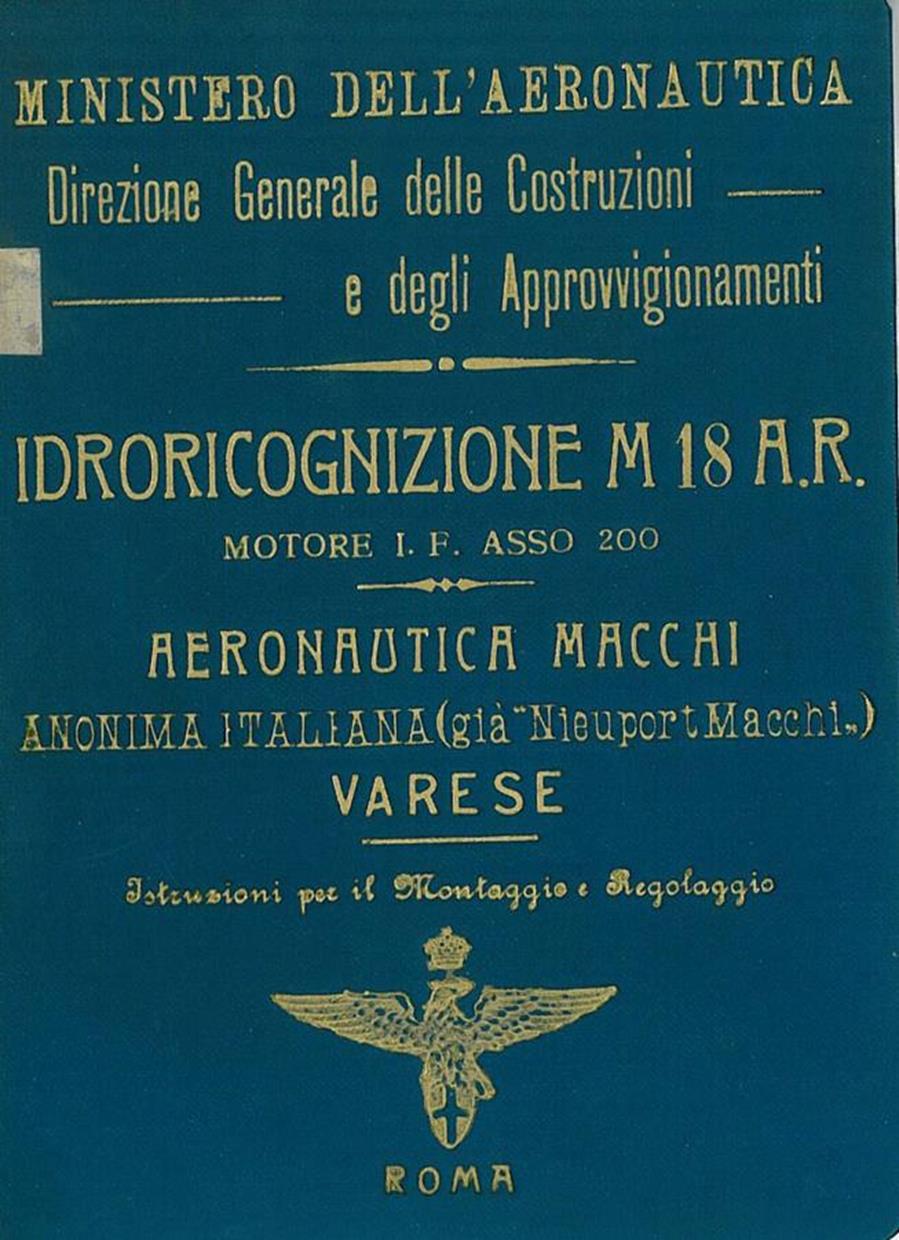 MINISTERO DELL'AERONAUTICA
Direzione Generale delle Costruzioni
e degli Approvvigionamenti
IDRORICOGNIZIONE M 18 A.R.
MOTORE I. F. ASSO 200
AERONAUTICA MACCHI
ANONIMA ITALIANA (già "Nieuport Macchi„)
VARESE
Istruzioni per il Montaggio e Regolaggio
ROMA